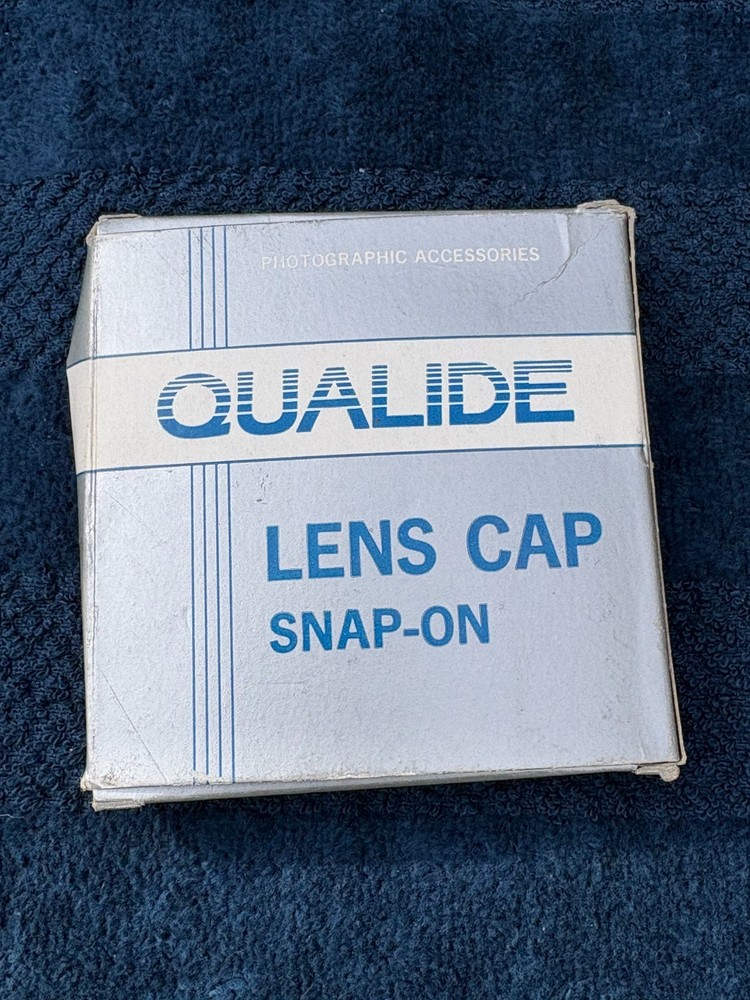 PHOTOGRAPHIC ACCESSORIES
QUALIDE
LENS CAP
SNAP-ON